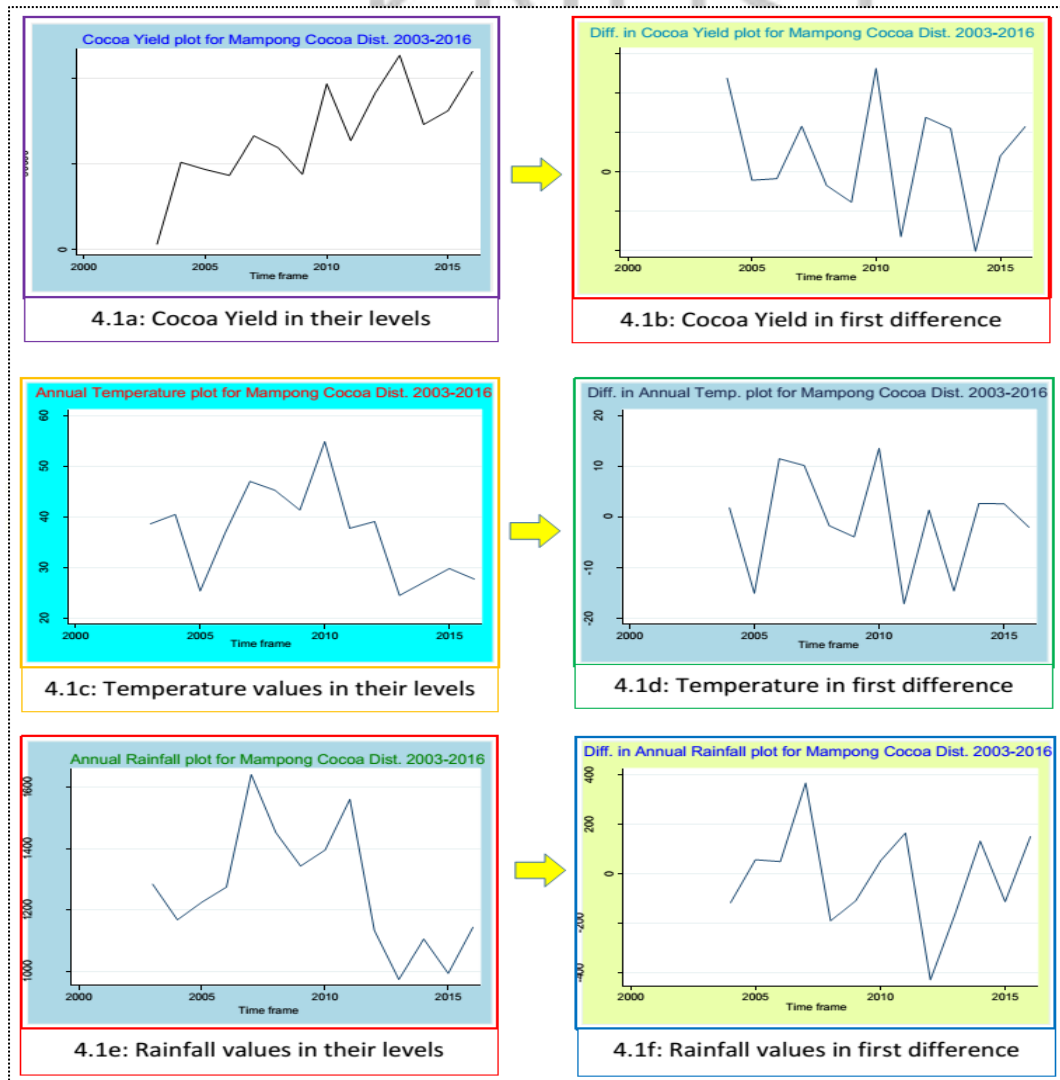 Cocoa Yield plot for Mampong Cocoa Dist. 2003-2016
0
2000 2005 2010 2015
Time frame
4.1a: Cocoa Yield in their levels
Diff. in Cocoa Yield plot for Mampong Cocoa Dist. 2003-2016
0
2000 2005 2010 2015
Time frame
4.1b: Cocoa Yield in first difference
Annual Temperature plot for Mampong Cocoa Dist. 2003-2016
60
50
40
30
20
2000 2005 2010 2015
Time frame
4.1c: Temperature values in their levels
Diff. in Annual Temp. plot for Mampong Cocoa Dist. 2003-2016
20
10
0
-10
-20
2000 2005 2010 2015
Time frame
4.1d: Temperature in first difference
Annual Rainfall plot for Mampong Cocoa Dist. 2003-2016
1600
1400
1200
1000
2000 2005 2010 2015
Time frame
4.1e: Rainfall values in their levels
Diff. in Annual Rainfall plot for Mampong Cocoa Dist. 2003-2016
400
200
0
-200
-400
2000 2005 2010 2015
Time frame
4.1f: Rainfall values in first difference